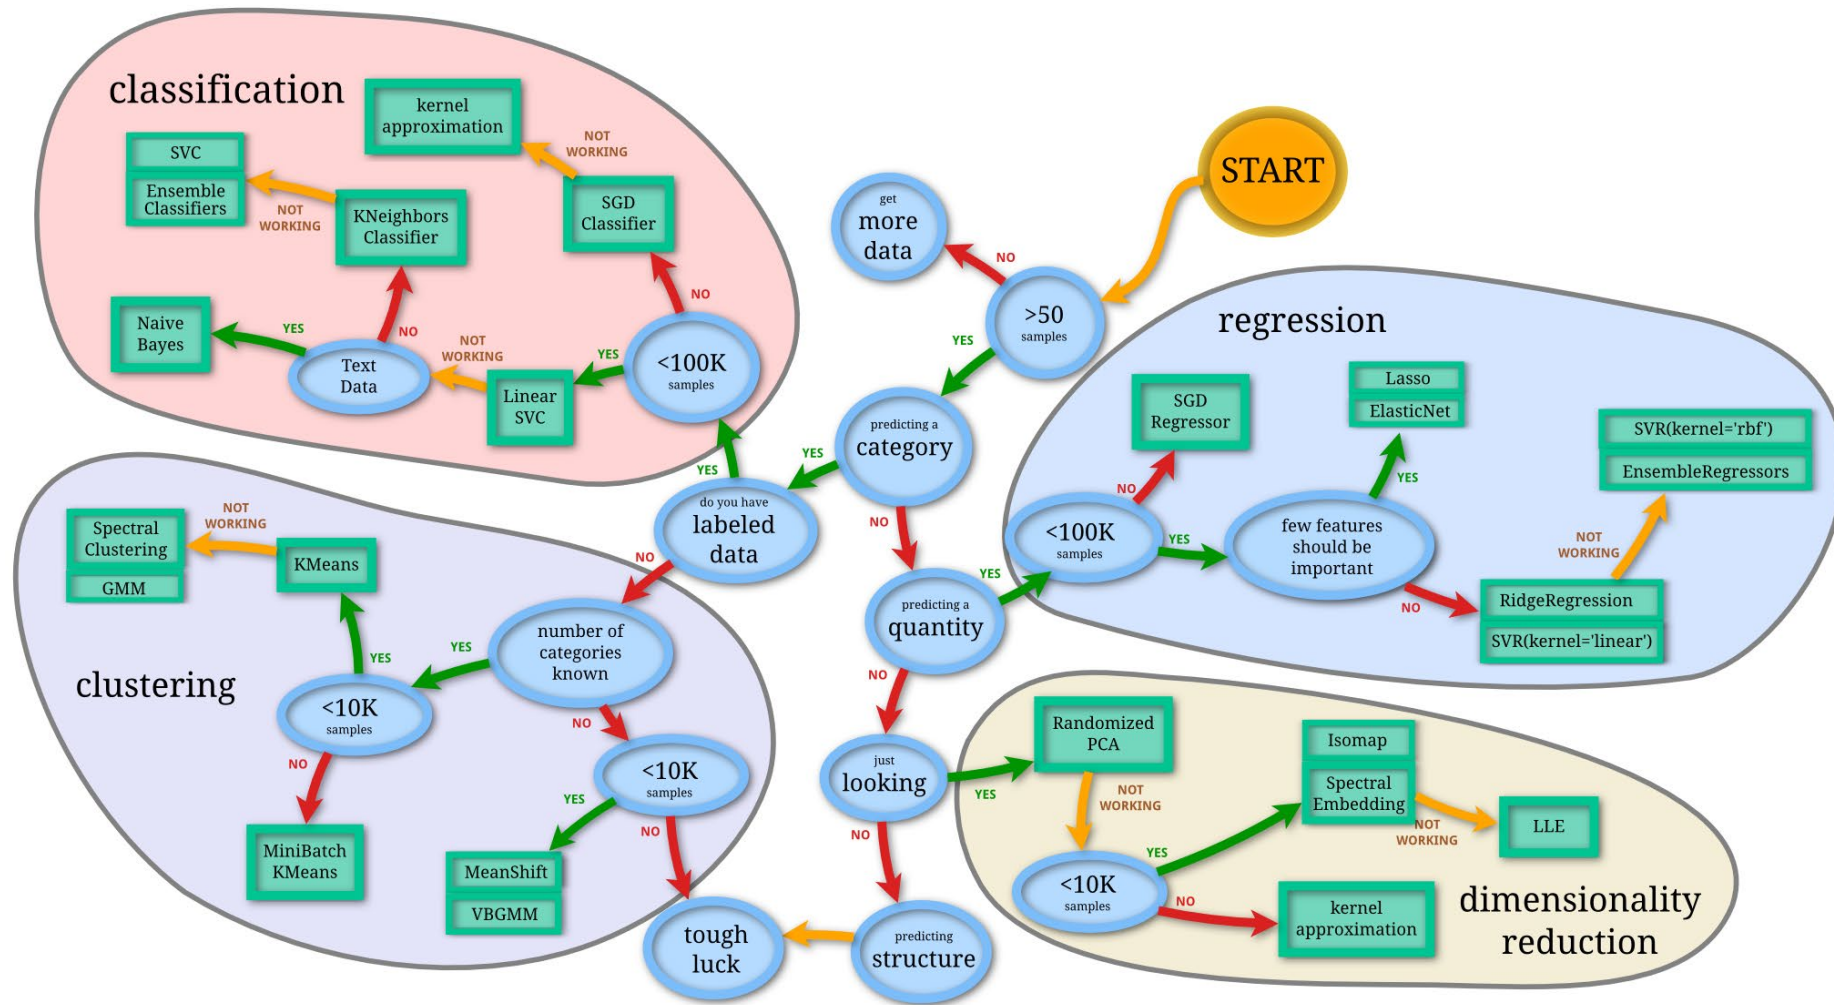 classification
kernel
approximation
NOT
WORKING
SVC
Ensemble
Classifiers
NOT
WORKING
KNeighbors
Classifier
SGD
Classifier
NO
NO
Naive
Bayes
YES
Text
Data
NOT
WORKING
Linear
SVC
YES
<100K
samples
YES
START
get
more
data
NO
>50
samples
YES
predicting a
category
YES
NO
do you have
labeled
data
NO
regression
SGD
Regressor
Lasso
ElasticNet
SVR(kernel='rbf')
EnsembleRegressors
NO
YES
<100K
samples
YES
few features
should be
important
NOT
WORKING
NO
RidgeRegression
SVR(kernel='linear')
YES
predicting a
quantity
NO
clustering
Spectral
Clustering
GMM
NOT
WORKING
KMeans
YES
number of
categories
known
YES
NO
<10K
samples
NO
MiniBatch
KMeans
<10K
samples
YES
NO
MeanShift
VBGMM
tough
luck
just
looking
YES
NO
predicting
structure
Randomized
PCA
NOT
WORKING
<10K
samples
YES
NO
Isomap
Spectral
Embedding
NOT
WORKING
LLE
kernel
approximation
dimensionality
reduction